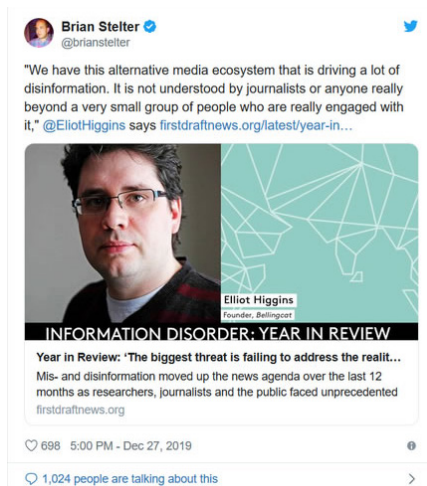 Brian Stelter
@brianstelter
"We have this alternative media ecosystem that is driving a lot of
disinformation. It is not understood by journalists or anyone really
beyond a very small group of people who are really engaged with
it," @EliotHiggins says firstdraftnews.org/latest/year-in…
Elliot Higgins
Founder, Bellingcat
INFORMATION DISORDER: YEAR IN REVIEW
Year in Review: ‘The biggest threat is failing to address the realit…
Mis- and disinformation moved up the news agenda over the last 12
months as researchers, journalists and the public faced unprecedented
firstdraftnews.org
698 5:00 PM - Dec 27, 2019
1,024 people are talking about this